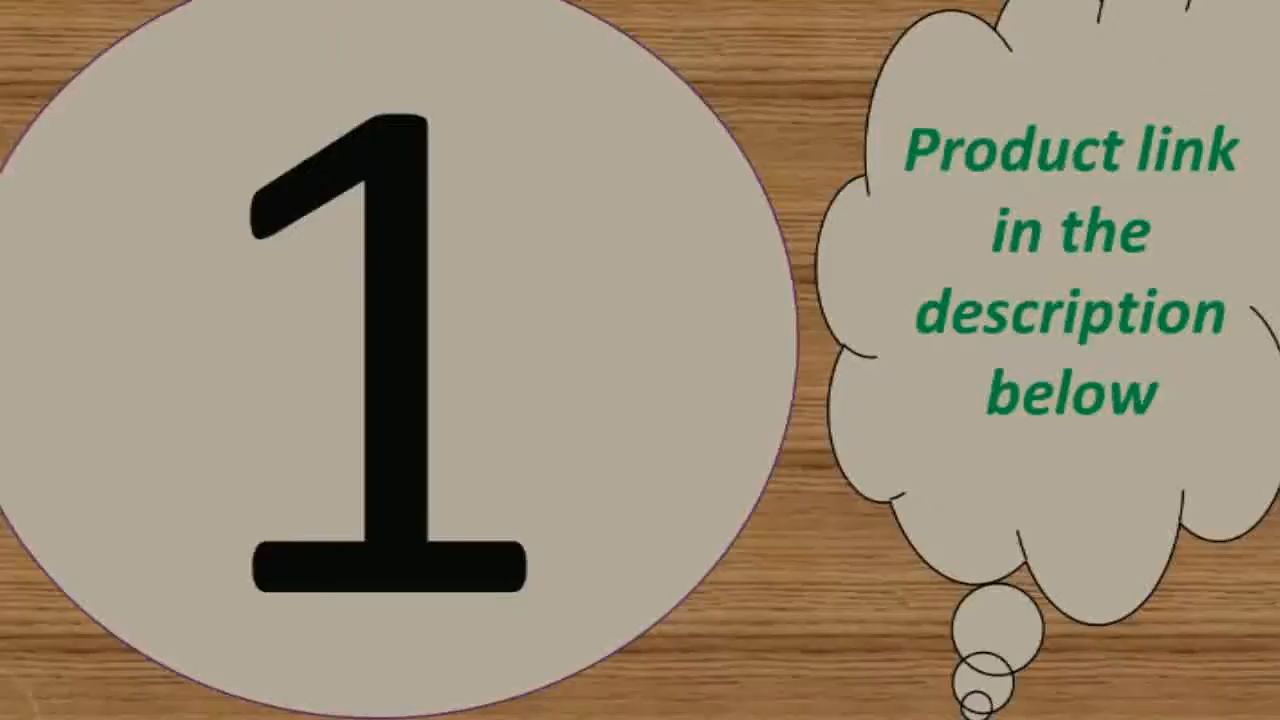 1
Product link
in the
description
below